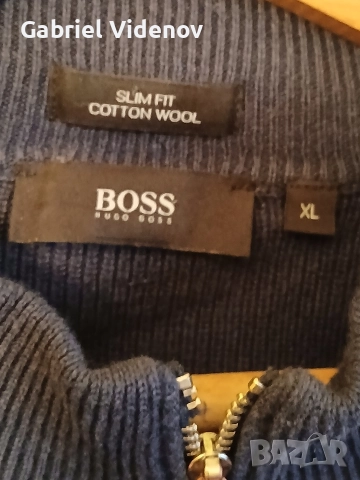 Gabriel Videnov
SLIM FIT
COTTON WOOL
BOSS
HUGO BOSS
XL
BAZAR